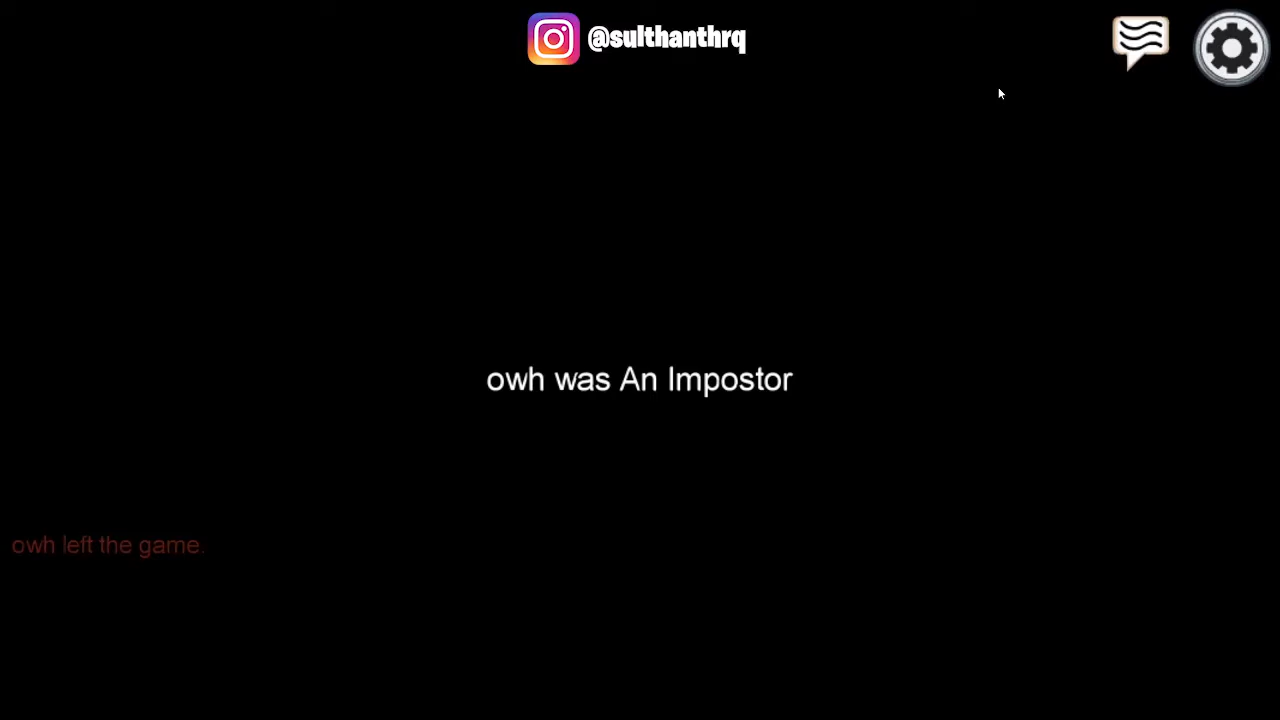 @sulthanthrq
owh was An Impostor
owh left the game.